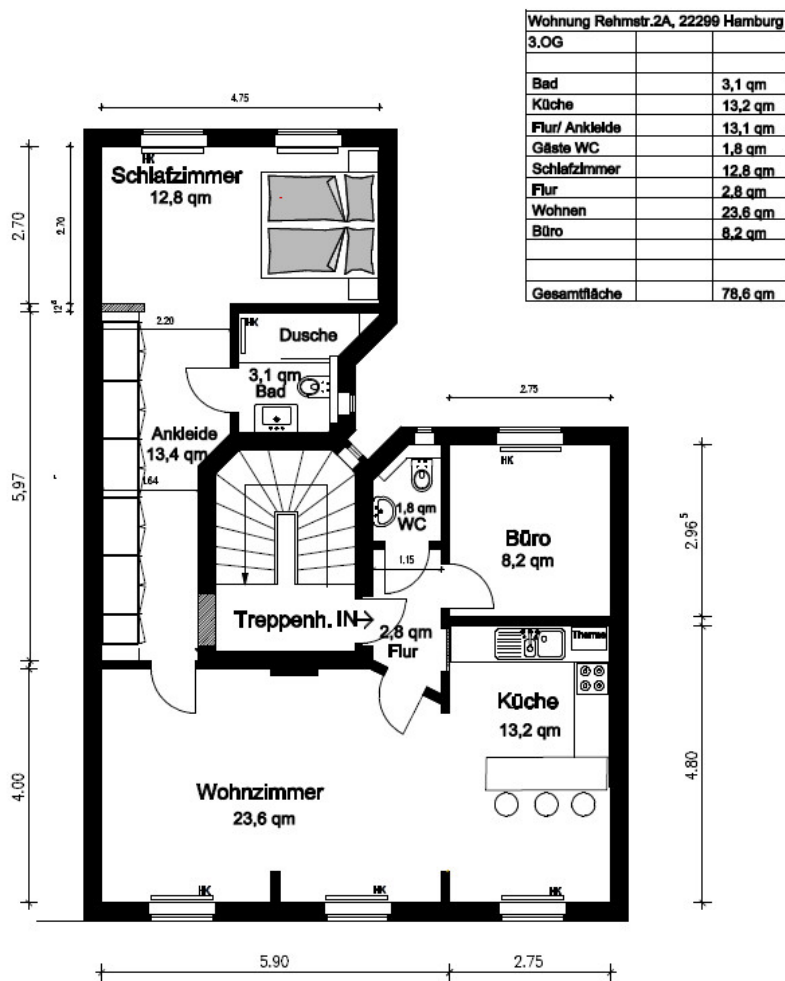 Wohnung Rehmstr.2A, 22299 Hamburg
3.OG
Bad 3,1 qm
Küche 13,2 qm
Flur/ Ankleide 13,1 qm
Gäste WC 1,8 qm
Schlafzimmer 12,8 qm
Flur 2,8 qm
Wohnen 23,6 qm
Büro 8,2 qm
Gesamtfläche 78,6 qm
4.75
HK
Schlafzimmer
12,8 qm
2.70
2.70
12⁵
2.20
HK
Dusche
3,1 qm
Bad
2.75
Ankleide
13,4 qm
HK
5,97
1.64
1,8 qm
WC
Büro
8,2 qm
2.96⁵
1.15
Treppenh. IN
2,8 qm
Flur
Therme
Küche
13,2 qm
4.00
Wohnzimmer
23,6 qm
4.80
HK
HK
HK
5.90
2.75